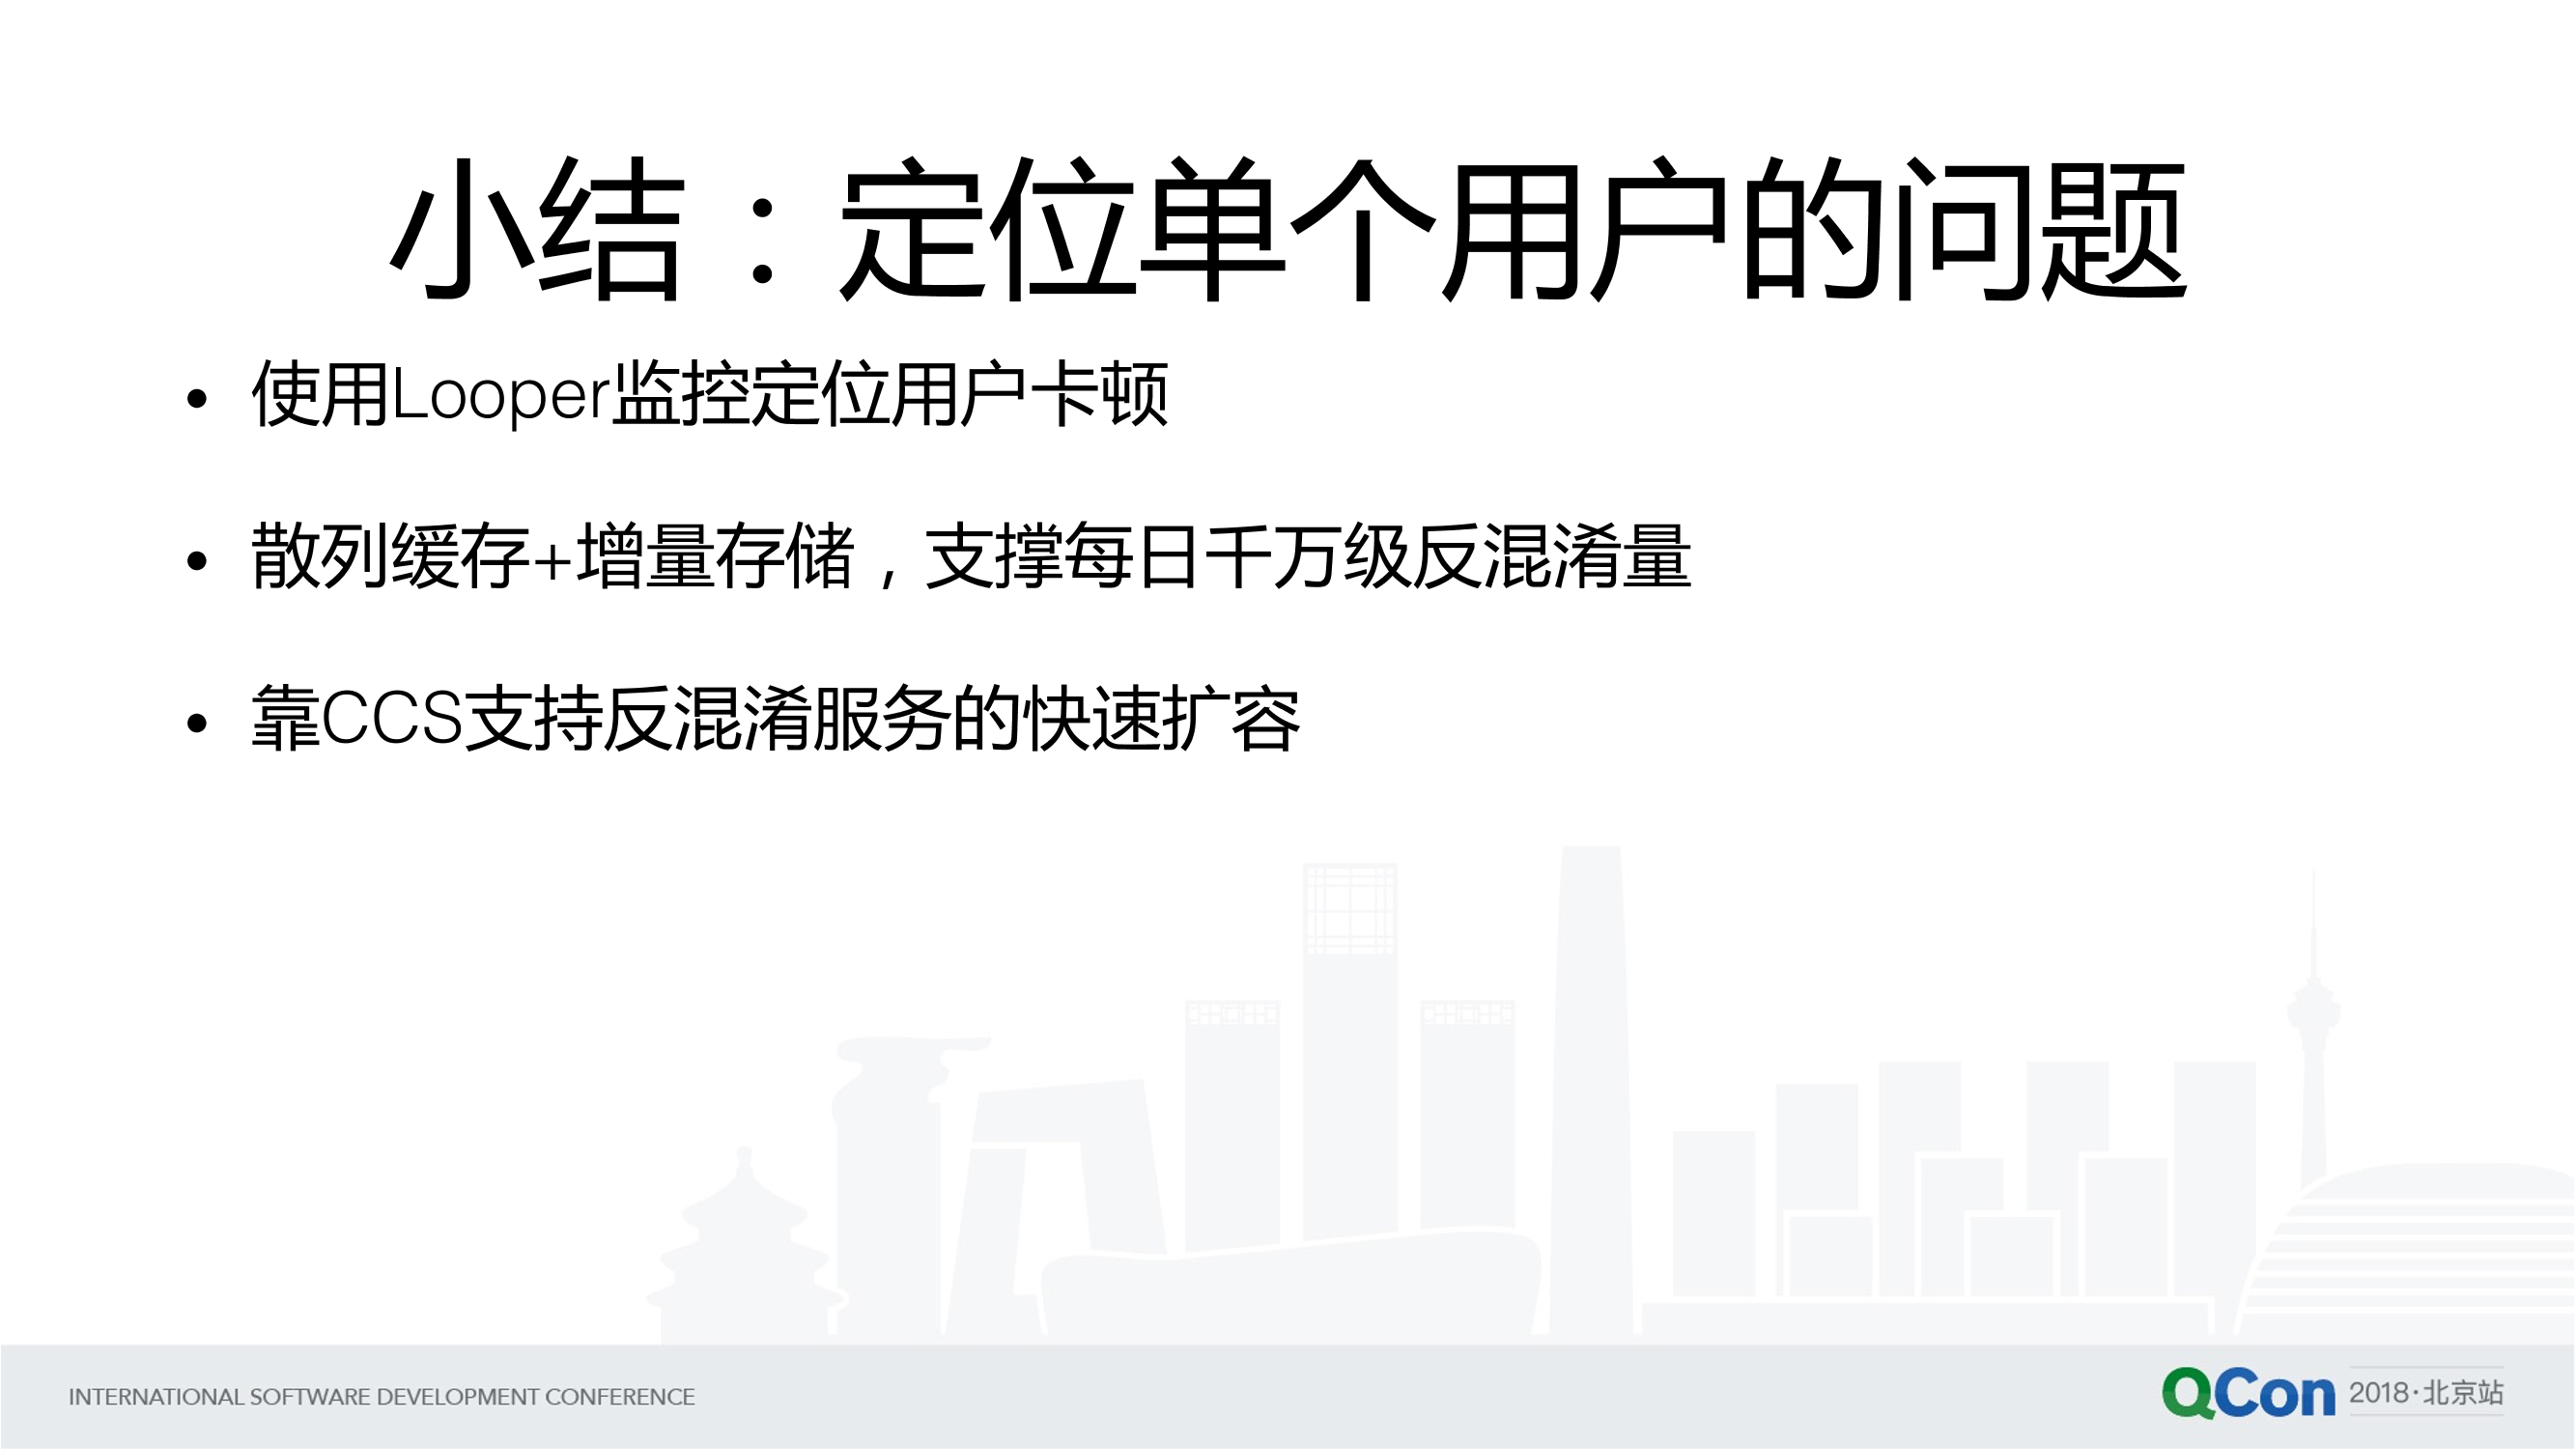 小结：定位单个用户的问题
• 使用Looper监控定位用户卡顿
• 散列缓存+增量存储，支撑每日千万级反混淆量
• 靠CCS支持反混淆服务的快速扩容
INTERNATIONAL SOFTWARE DEVELOPMENT CONFERENCE
QCon 2018·北京站